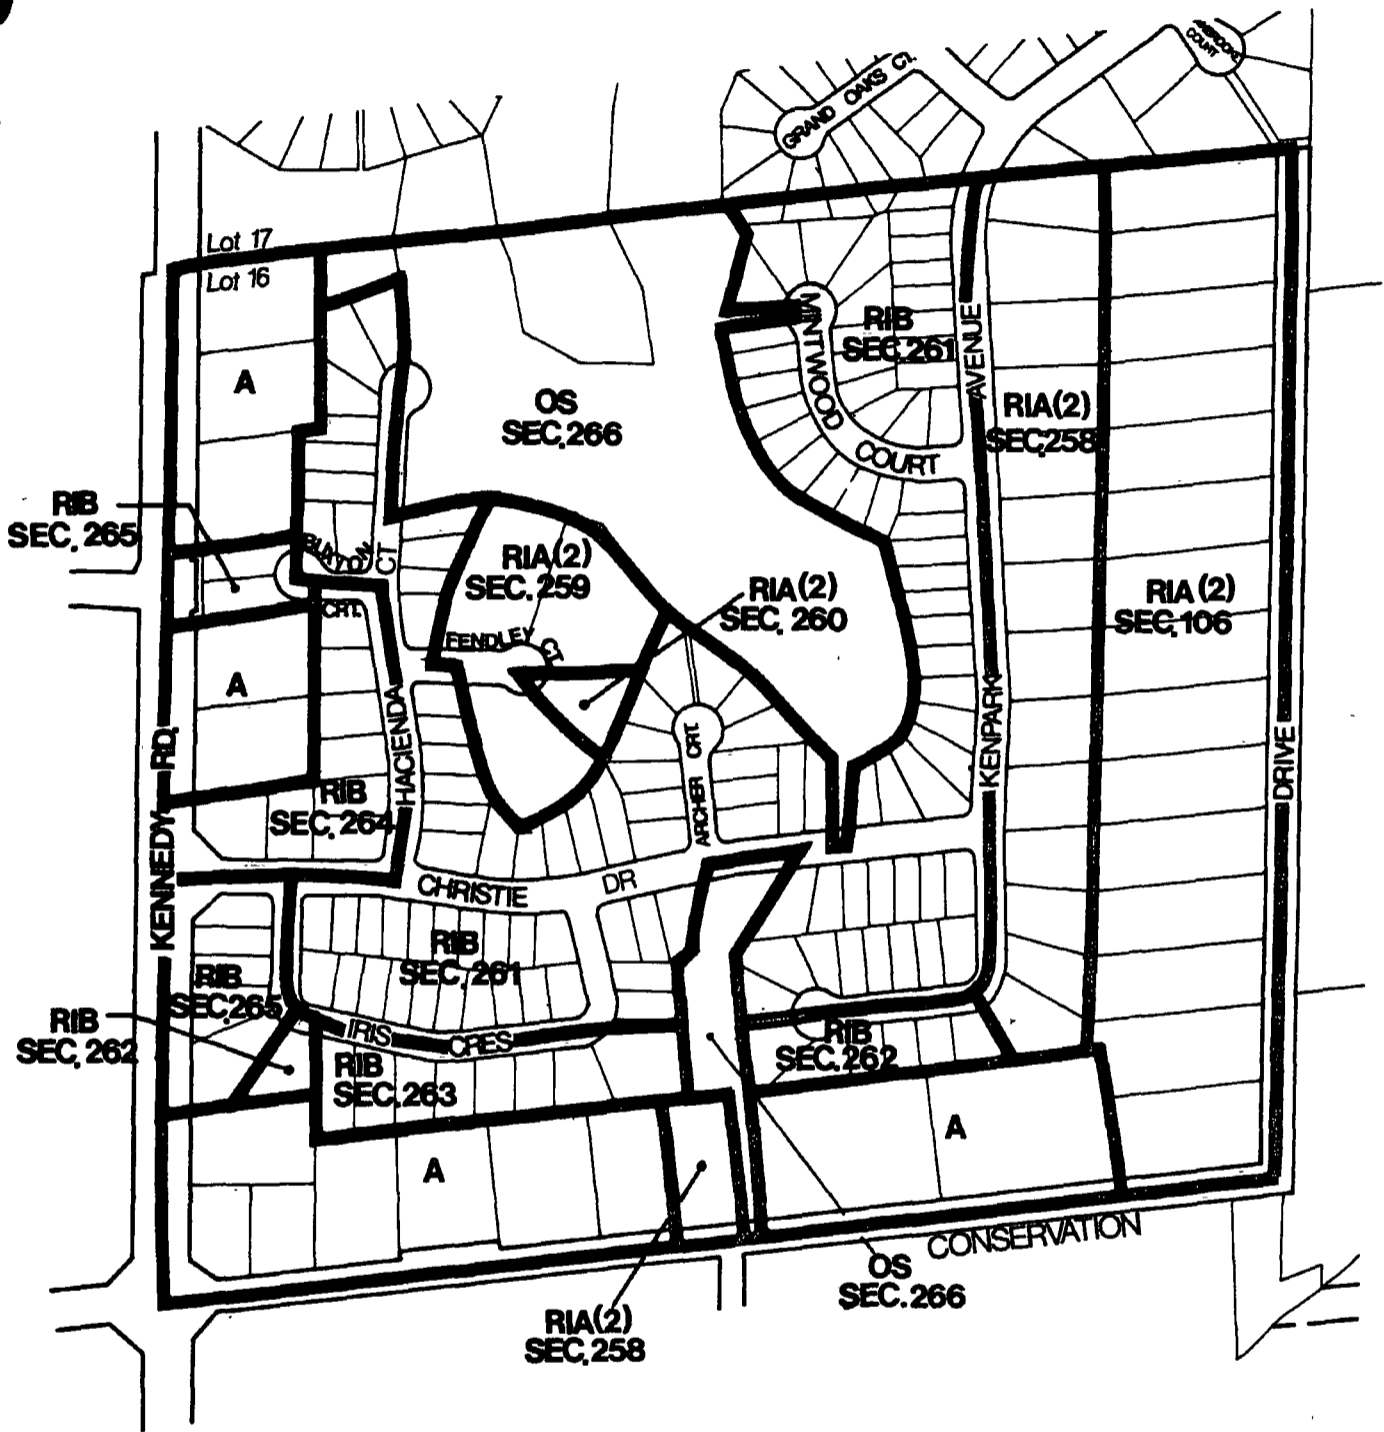 GRAND OAKS CT.
COURT
Lot 17
Lot 16
A
MINTWOOD COURT
RIB
SEC.261
AVENUE
RIA(2)
SEC.258
OS
SEC.266
RIB
SEC. 265
BUXTON
CRT.
CT
RIA(2)
SEC. 259
RIA(2)
SEC. 260
RIA(2)
SEC. 106
FENDLEY CT.
A
HACIENDA
KENNEDY RD.
ARCHER CRT.
KENPARK
DRIVE
RIB
SEC. 264
CHRISTIE DR
RIB
SEC. 261
RIB
SEC.265
RIB
SEC. 262
IRIS CRES
RIB
SEC.263
RIB
SEC.262
A
A
CONSERVATION
OS
SEC.266
RIA(2)
SEC.258